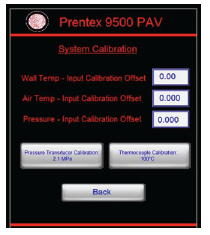 Prentex 9500 PAV
System Calibration
Wall Temp - Input Calibration Offset 0.00
Air Temp - Input Calibration Offset 0.000
Pressure - Input Calibration Offset 0.000
Pressure Transducer Calibration:
2.1 MPa
Thermocouple Calibration:
100°C
Back